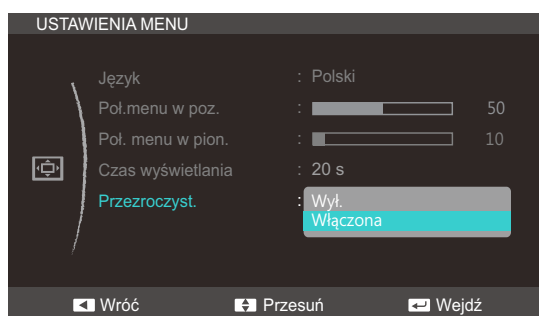 USTAWIENIA MENU
Język : Polski
Poł.menu w poz. : 50
Poł. menu w pion. : 10
Czas wyświetlania : 20 s
Przezroczyst. : Wył.
Włączona
Wróć Przesuń Wejdź